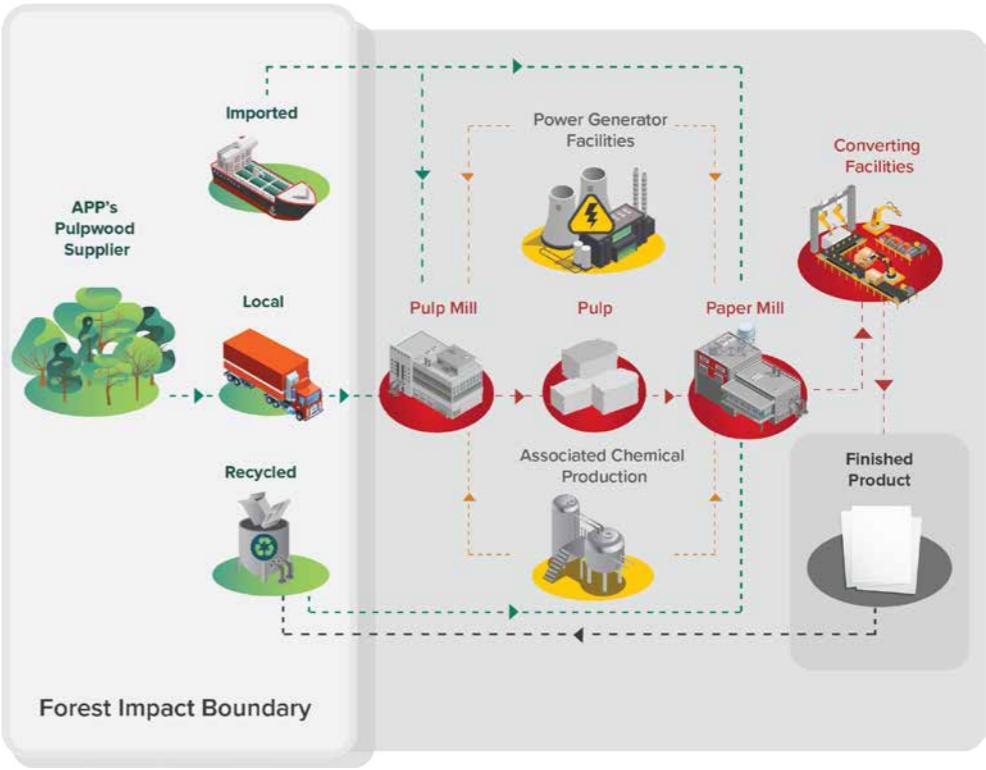 Imported
APP's
Pulpwood
Supplier
Local
Recycled
Forest Impact Boundary
Power Generator
Facilities
Converting
Facilities
Pulp Mill
Pulp
Paper Mill
Associated Chemical
Production
Finished
Product